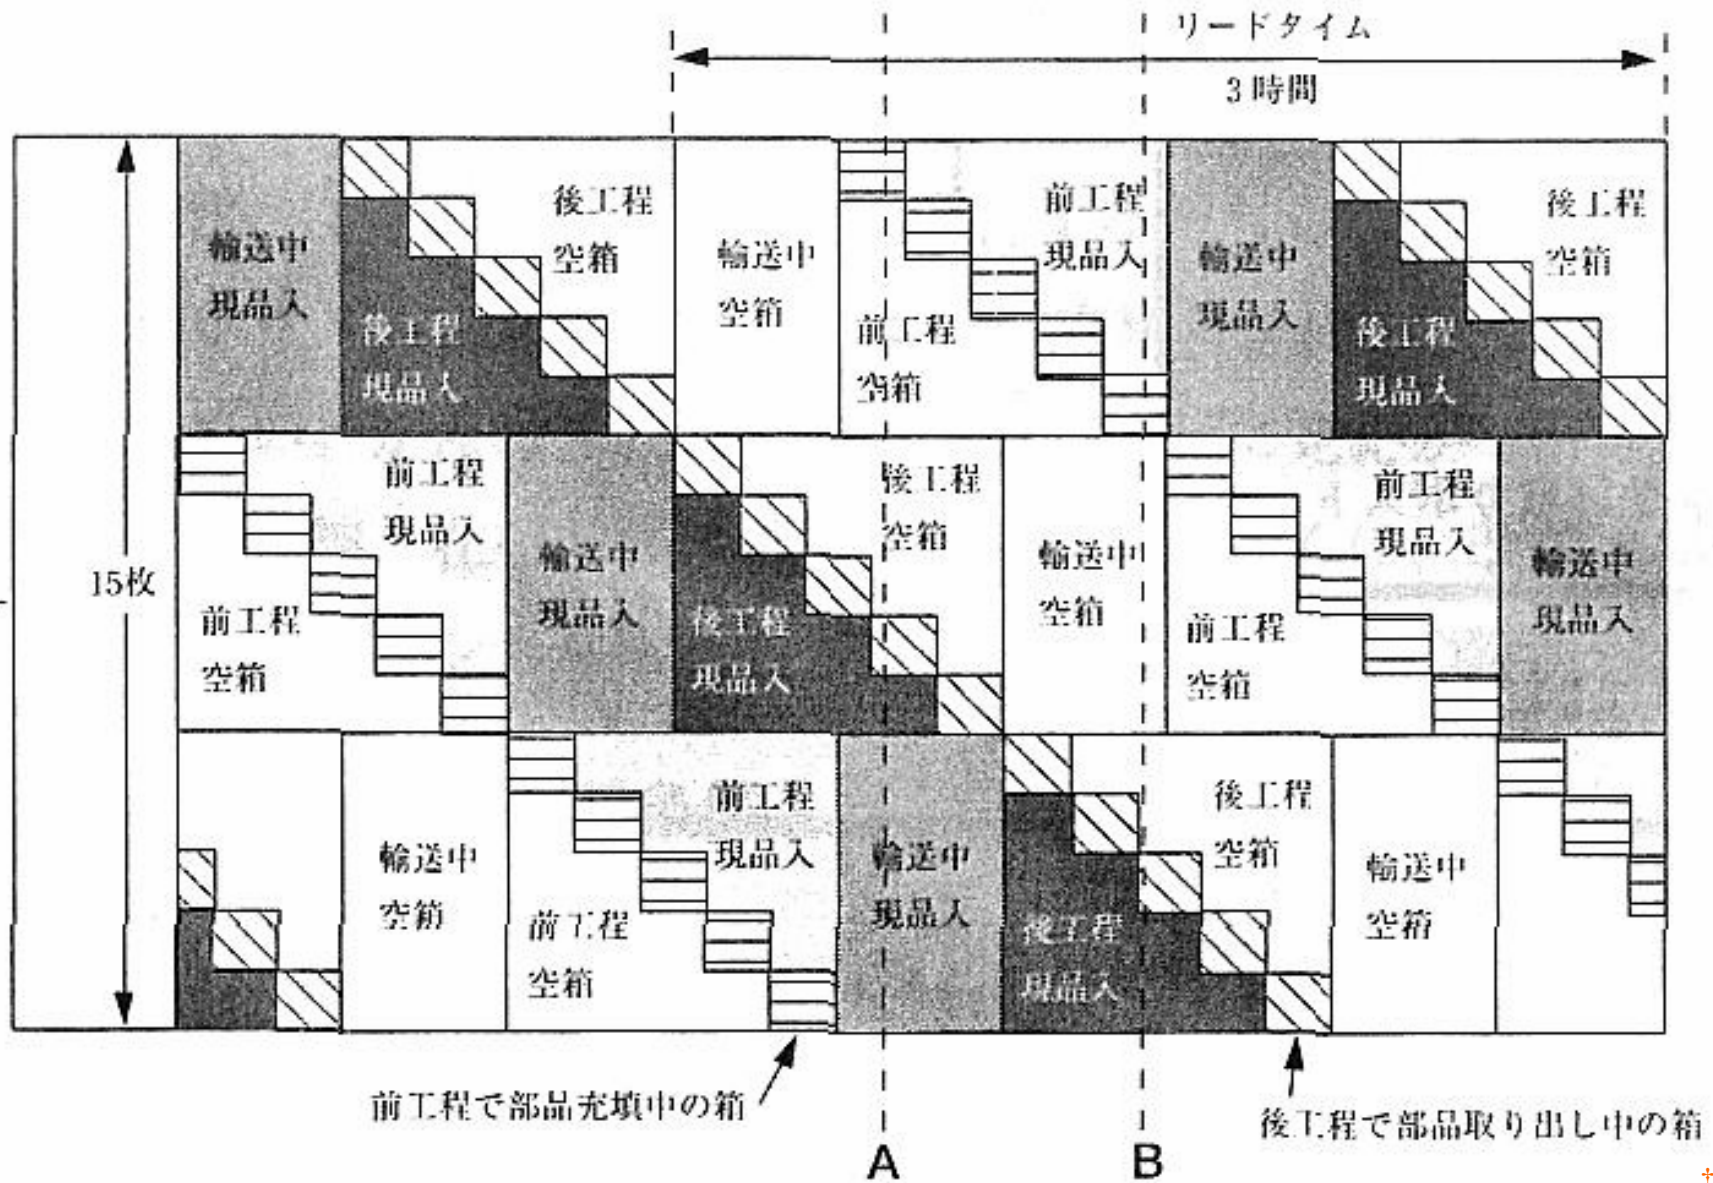 リードタイム
3時間
15枚
輸送中
現品入
後工程
空箱
後工程
現品入
輸送中
空箱
前工程
現品入
前工程
空箱
輸送中
現品入
後工程
空箱
後工程
現品入
前工程
現品入
前工程
空箱
輸送中
現品入
後工程
空箱
後工程
現品入
輸送中
空箱
前工程
現品入
前工程
空箱
輸送中
現品入
輸送中
空箱
前工程
現品入
前工程
空箱
輸送中
現品入
後工程
空箱
後工程
現品入
輸送中
空箱
前工程で部品充填中の箱
後工程で部品取り出し中の箱
A
B